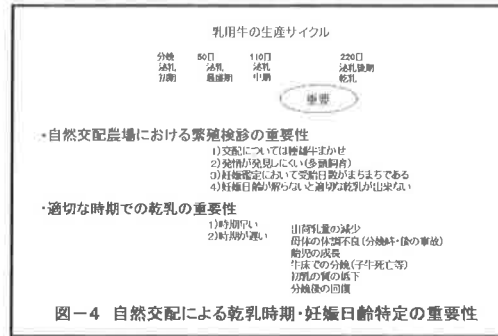 乳用牛の生産サイクル
分娩 50日 110日 220日
泌乳 泌乳 泌乳 泌乳後期
初期 最盛期 中期 乾乳
重要
・自然交配農場における繁殖検診の重要性
1)交配については種雄牛まかせ
2)発情が発見しにくい(多頭飼育)
3)妊娠鑑定において受胎日数がまちまちである
4)妊娠日齢が解らないと適切な乾乳が出来ない
・適切な時期での乾乳の重要性
1)時期早い 出荷乳量の減少
2)時期が遅い 母体の体調不良(分娩時・後の事故)
胎児の成長
牛床での分娩(子牛死亡等)
初乳の質の低下
分娩後の回復
図－4 自然交配による乾乳時期・妊娠日齢特定の重要性